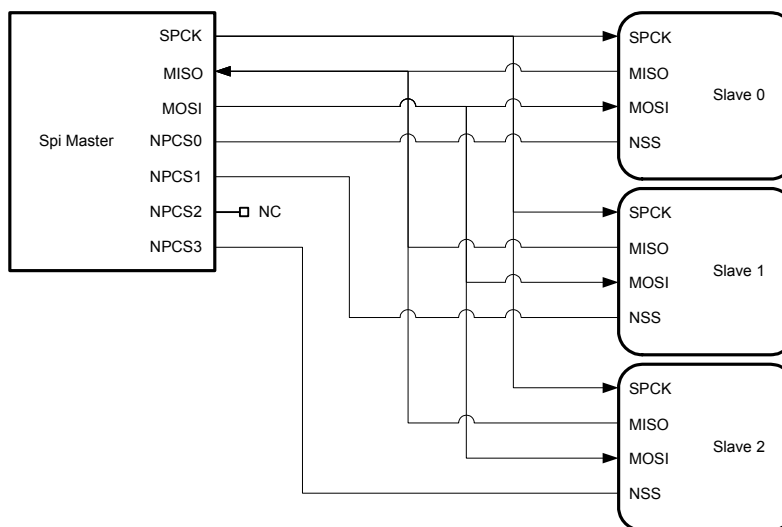 Spi Master
SPCK
MISO
MOSI
NPCS0
NPCS1
NPCS2
NC
NPCS3
SPCK
MISO
Slave 0
MOSI
NSS
SPCK
MISO
Slave 1
MOSI
NSS
SPCK
MISO
Slave 2
MOSI
NSS